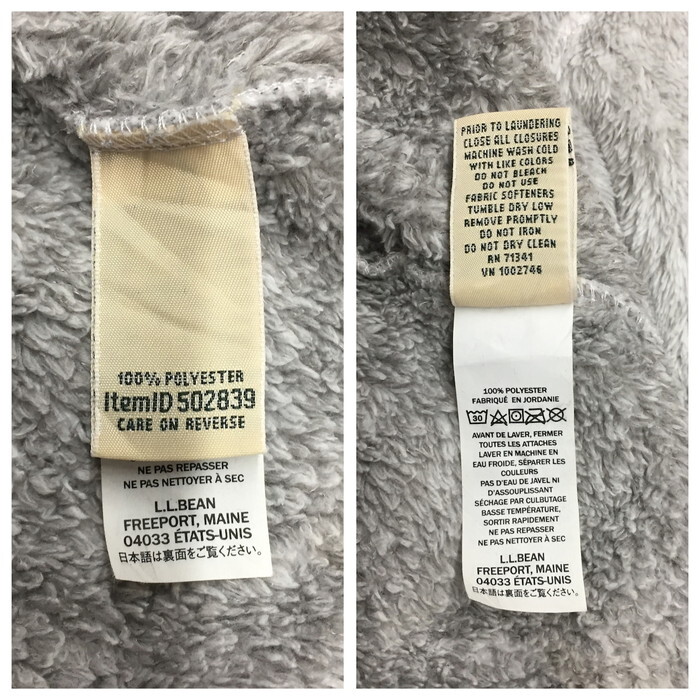 100% POLYESTER
ItemID 502839
CARE ON REVERSE
NE PAS REPASSER
NE PAS NETTOYER À SEC
L.L.BEAN
FREEPORT, MAINE
04033 ÉTATS-UNIS
日本語は裏面をご覧ください。
PRIOR TO LAUNDERING
CLOSE ALL CLOSURES
MACHINE WASH COLD
WITH LIKE COLORS
DO NOT BLEACH
DO NOT USE
FABRIC SOFTENERS
TUMBLE DRY LOW
REMOVE PROMPTLY
DO NOT IRON
DO NOT DRY CLEAN
RN 71341
VN 1002746
100% POLYESTER
FABRIQUÉ EN JORDANIE
30
AVANT DE LAVER, FERMER
TOUTES LES ATTACHES
LAVER EN MACHINE EN
EAU FROIDE, SÉPARER LES
COULEURS
PAS D'EAU DE JAVEL NI
D'ASSOUPLISSANT
SÉCHAGE PAR CULBUTAGE
BASSE TEMPÉRATURE,
SORTIR RAPIDEMENT
NE PAS REPASSER
NE PAS NETTOYER À SEC
L.L.BEAN
FREEPORT, MAINE
04033 ÉTATS-UNIS
日本語は裏面をご覧ください。